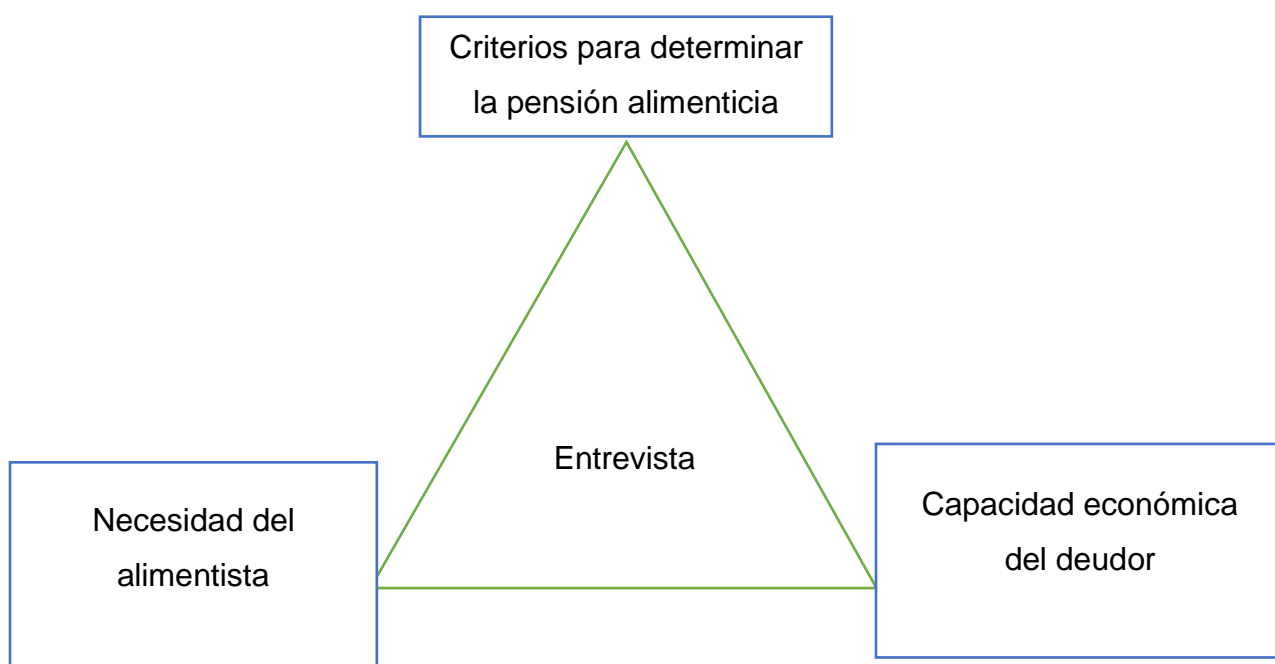 Criterios para determinar
la pensión alimenticia
Entrevista
Necesidad del
alimentista
Capacidad económica
del deudor